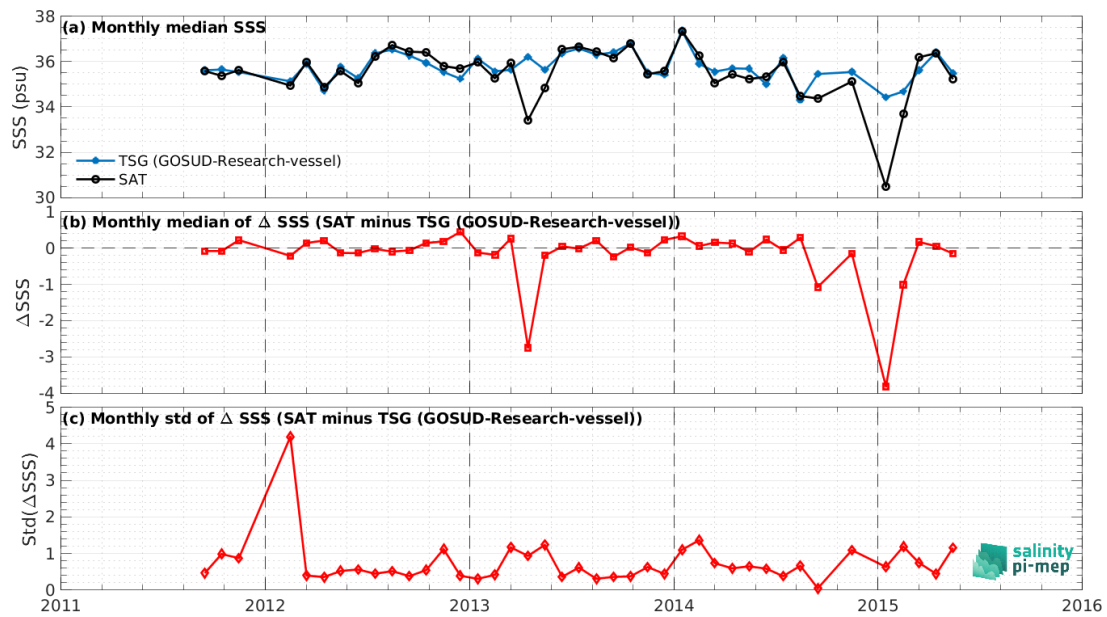 (a) Monthly median SSS
SSS (psu)
38
36
34
32
30
TSG (GOSUD-Research-vessel)
SAT
(b) Monthly median of Δ SSS (SAT minus TSG (GOSUD-Research-vessel))
ΔSSS
1
0
-1
-2
-3
-4
(c) Monthly std of Δ SSS (SAT minus TSG (GOSUD-Research-vessel))
Std(ΔSSS)
5
4
3
2
1
0
salinity
pi-mep
2011 2012 2013 2014 2015 2016